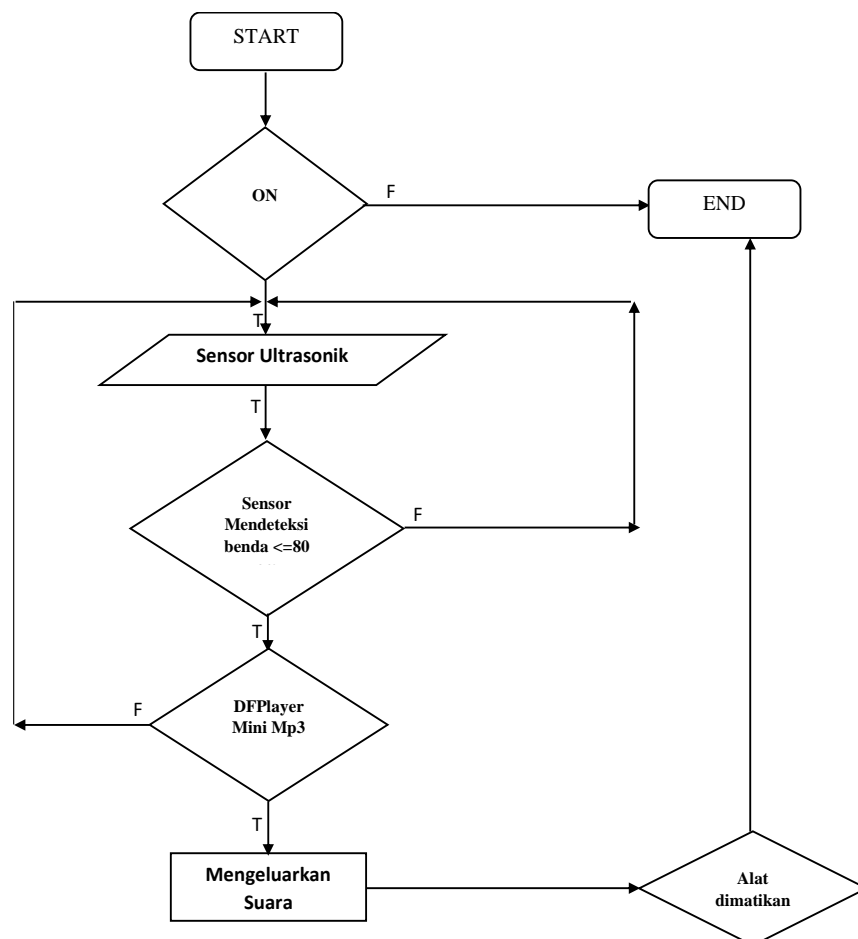 START
ON
F
END
T
Sensor Ultrasonik
T
Sensor
Mendeteksi
benda <=80
F
T
F
DFPlayer
Mini Mp3
T
Mengeluarkan
Suara
Alat
dimatikan